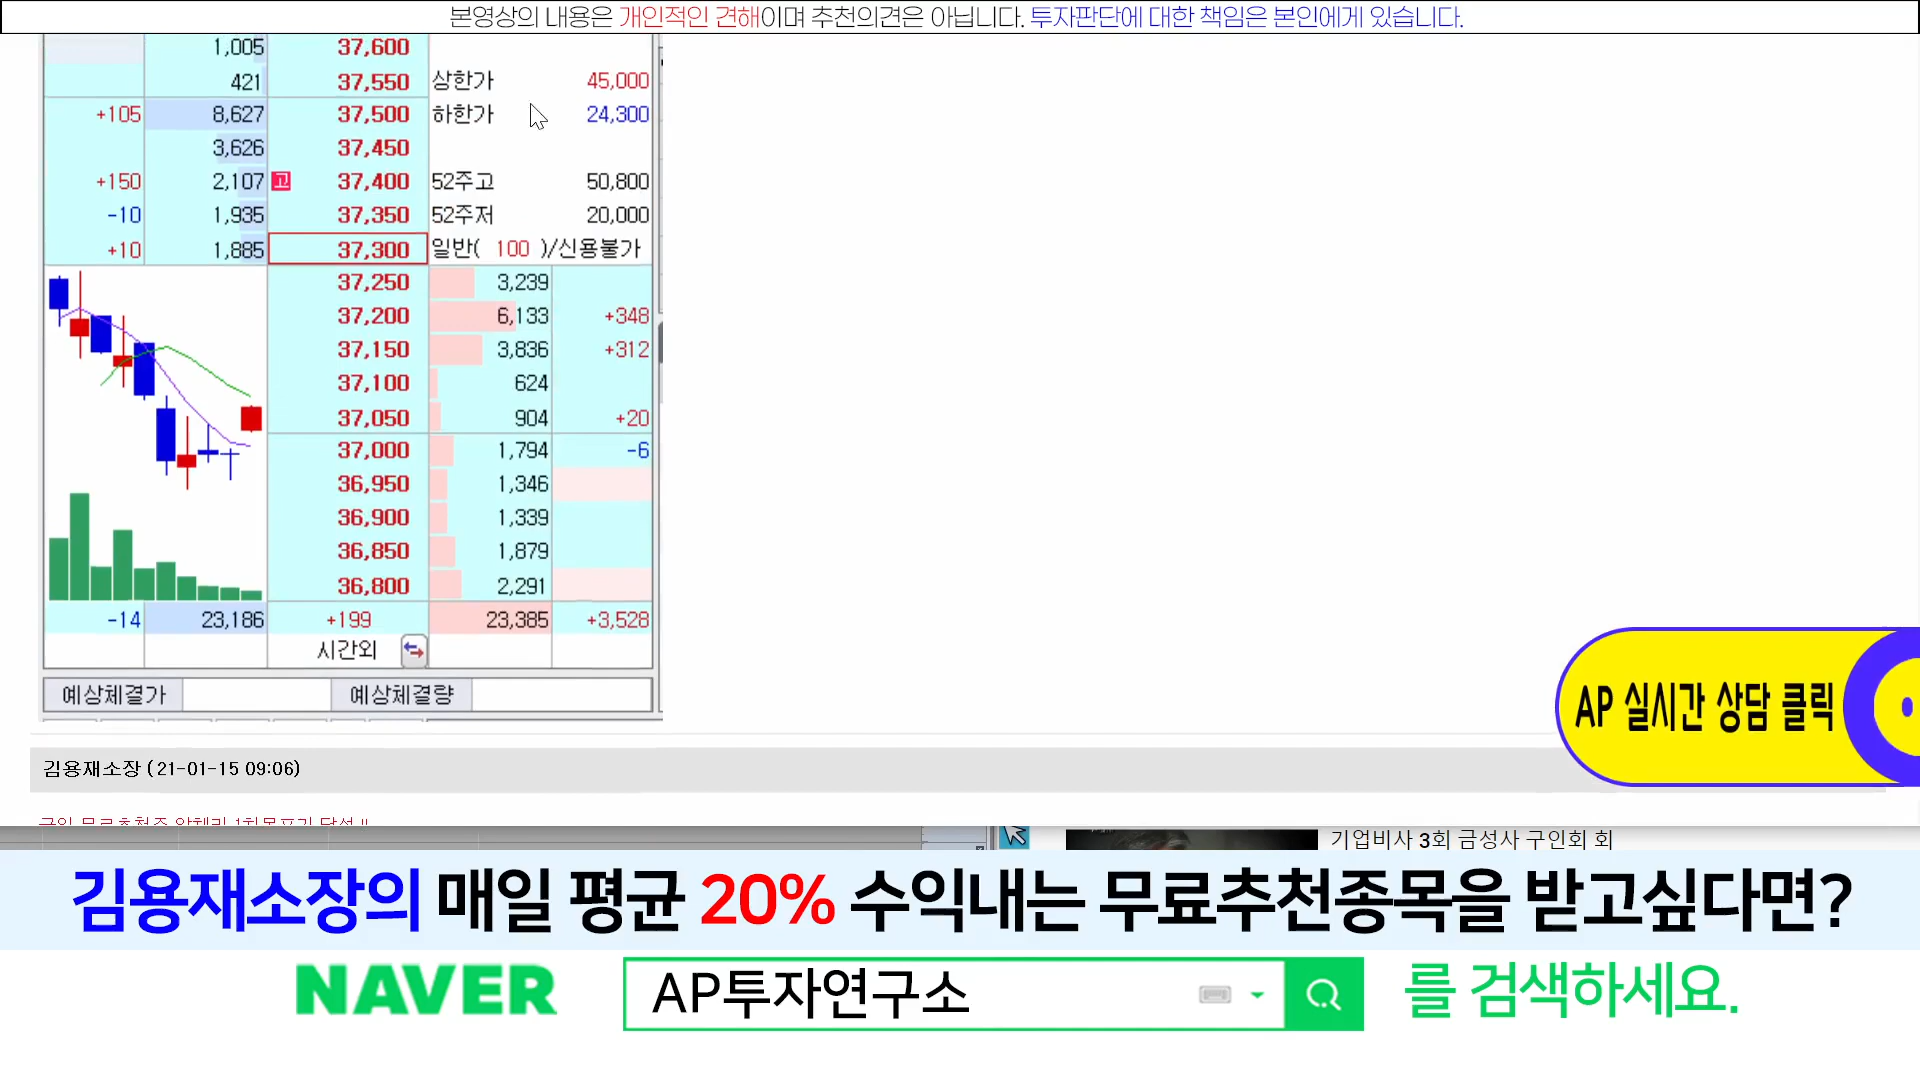 본영상의 내용은 개인적인 견해이며 추천의견은 아닙니다. 투자판단에 대한 책임은 본인에게 있습니다.
1,005 37,600
421 37,550 상한가 45,000
+105 8,627 37,500 하한가 24,300
3,626 37,450
+150 2,107 고 37,400 52주고 50,800
-10 1,935 37,350 52주저 20,000
+10 1,885 37,300 일반( 100 )/신용불가
37,250 3,239
37,200 6,133 +348
37,150 3,836 +312
37,100 624
37,050 904 +20
37,000 1,794 -6
36,950 1,346
36,900 1,339
36,850 1,879
36,800 2,291
-14 23,186 +199 23,385 +3,528
시간외
예상체결가 예상체결량
AP 실시간 상담 클릭
김용재소장 (21-01-15 09:06)
기업비사 3회 금성사 구인회 회
김용재소장의 매일 평균 20% 수익내는 무료추천종목을 받고싶다면?
NAVER AP투자연구소 를 검색하세요.